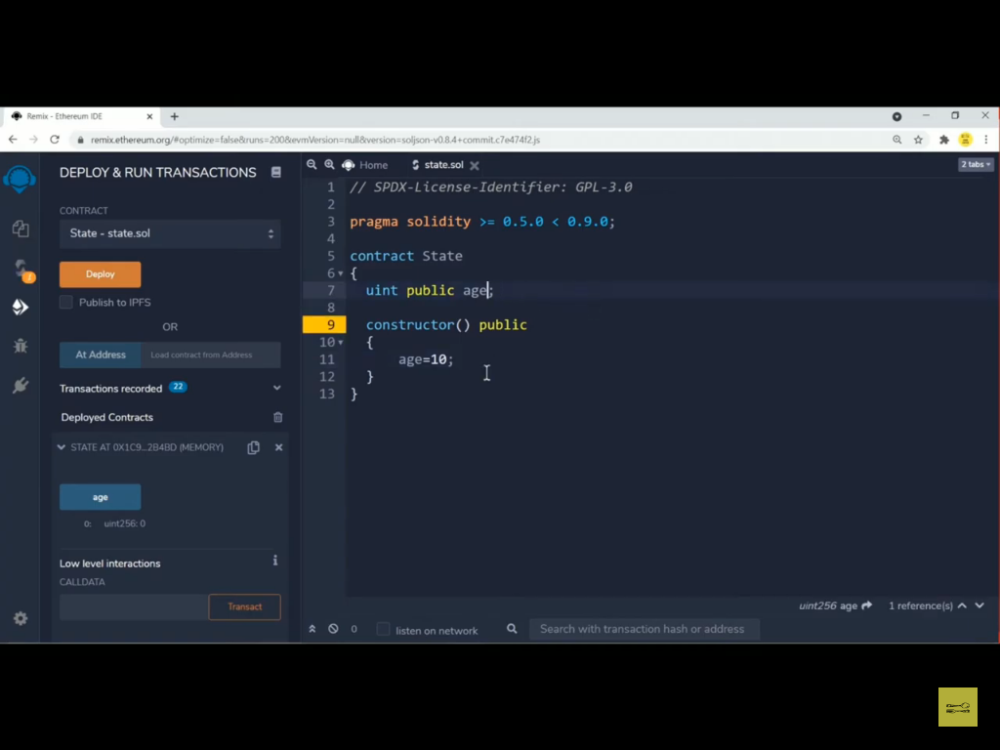 Remix - Ethereum IDE
remix.ethereum.org/#optimize=false&runs=200&evmVersion=null&version=soljson-v0.8.4+commit.c7e474f2.js
DEPLOY & RUN TRANSACTIONS
CONTRACT
State - state.sol
Deploy
Publish to IPFS
OR
At Address Load contract from Address
Transactions recorded 22
Deployed Contracts
STATE AT 0X1C9...2B4BD (MEMORY)
age
0: uint256: 0
Low level interactions i
CALLDATA
Transact
Home state.sol 2 tabs
1 // SPDX-License-Identifier: GPL-3.0
2
3 pragma solidity >= 0.5.0 < 0.9.0;
4
5 contract State
6 {
7 uint public age;
8
9 constructor() public
10 {
11 age=10;
12 }
13 }
uint256 age 1 reference(s)
0 listen on network Search with transaction hash or address